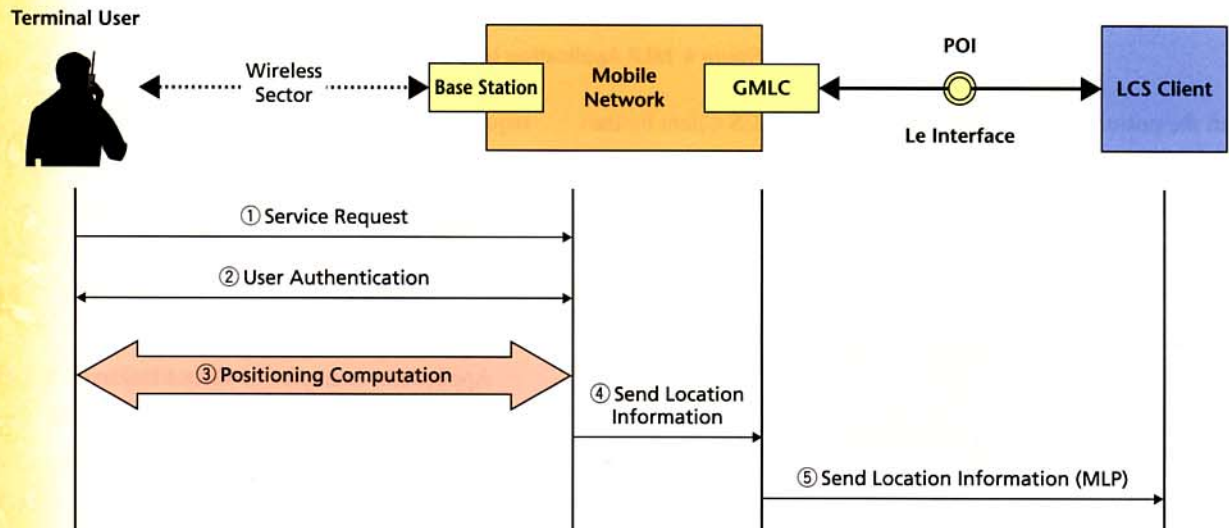 Terminal User
Wireless
Sector
Base Station
Mobile
Network
GMLC
POI
Le Interface
LCS Client
① Service Request
② User Authentication
③ Positioning Computation
④ Send Location
Information
⑤ Send Location Information (MLP)